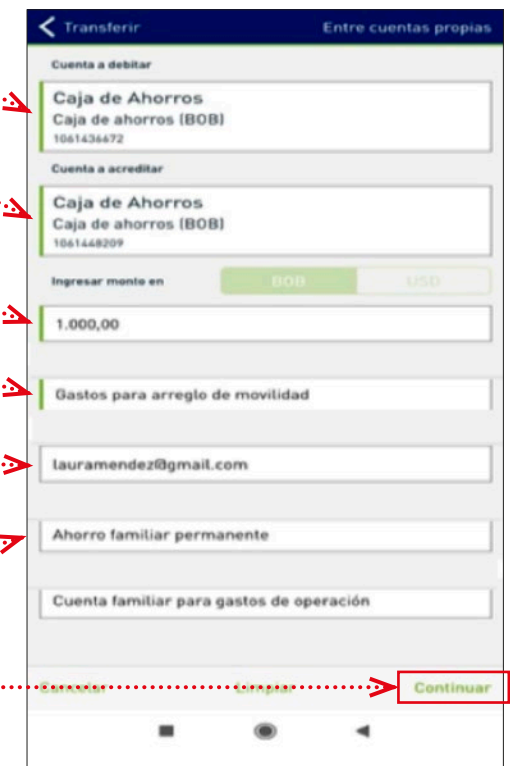 Transferir Entre cuentas propias
Cuenta a debitar
Caja de Ahorros
Caja de ahorros (BOB)
1061436672
Cuenta a acreditar
Caja de Ahorros
Caja de ahorros (BOB)
1061448209
Ingresar monto en BOB USD
1.000,00
Gastos para arreglo de movilidad
lauramendez@gmail.com
Ahorro familiar permanente
Cuenta familiar para gastos de operación
Cancelar Limpiar Continuar